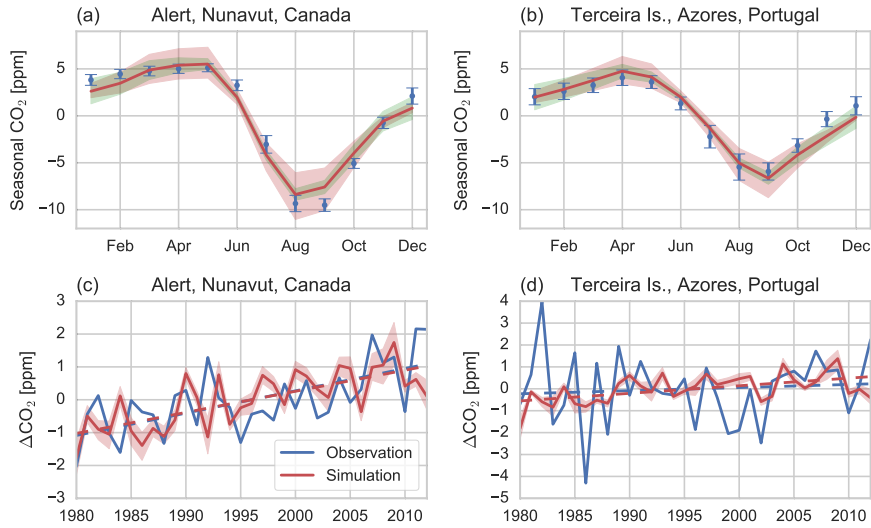 (a) Alert, Nunavut, Canada
Seasonal CO₂ [ppm]
5
0
−5
−10
Feb Apr Jun Aug Oct Dec
(b) Terceira Is., Azores, Portugal
Seasonal CO₂ [ppm]
5
0
−5
−10
Feb Apr Jun Aug Oct Dec
(c) Alert, Nunavut, Canada
ΔCO₂ [ppm]
3
2
1
0
−1
−2
−3
Observation
Simulation
1980 1985 1990 1995 2000 2005 2010
(d) Terceira Is., Azores, Portugal
ΔCO₂ [ppm]
4
3
2
1
0
−1
−2
−3
−4
−5
1980 1985 1990 1995 2000 2005 2010